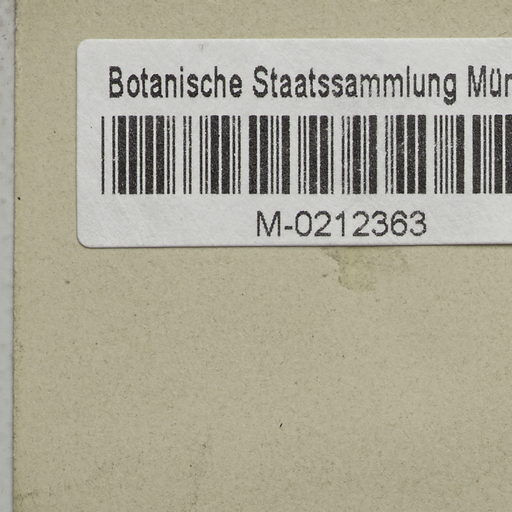 Botanische Staatssammlung Mün
M-0212363